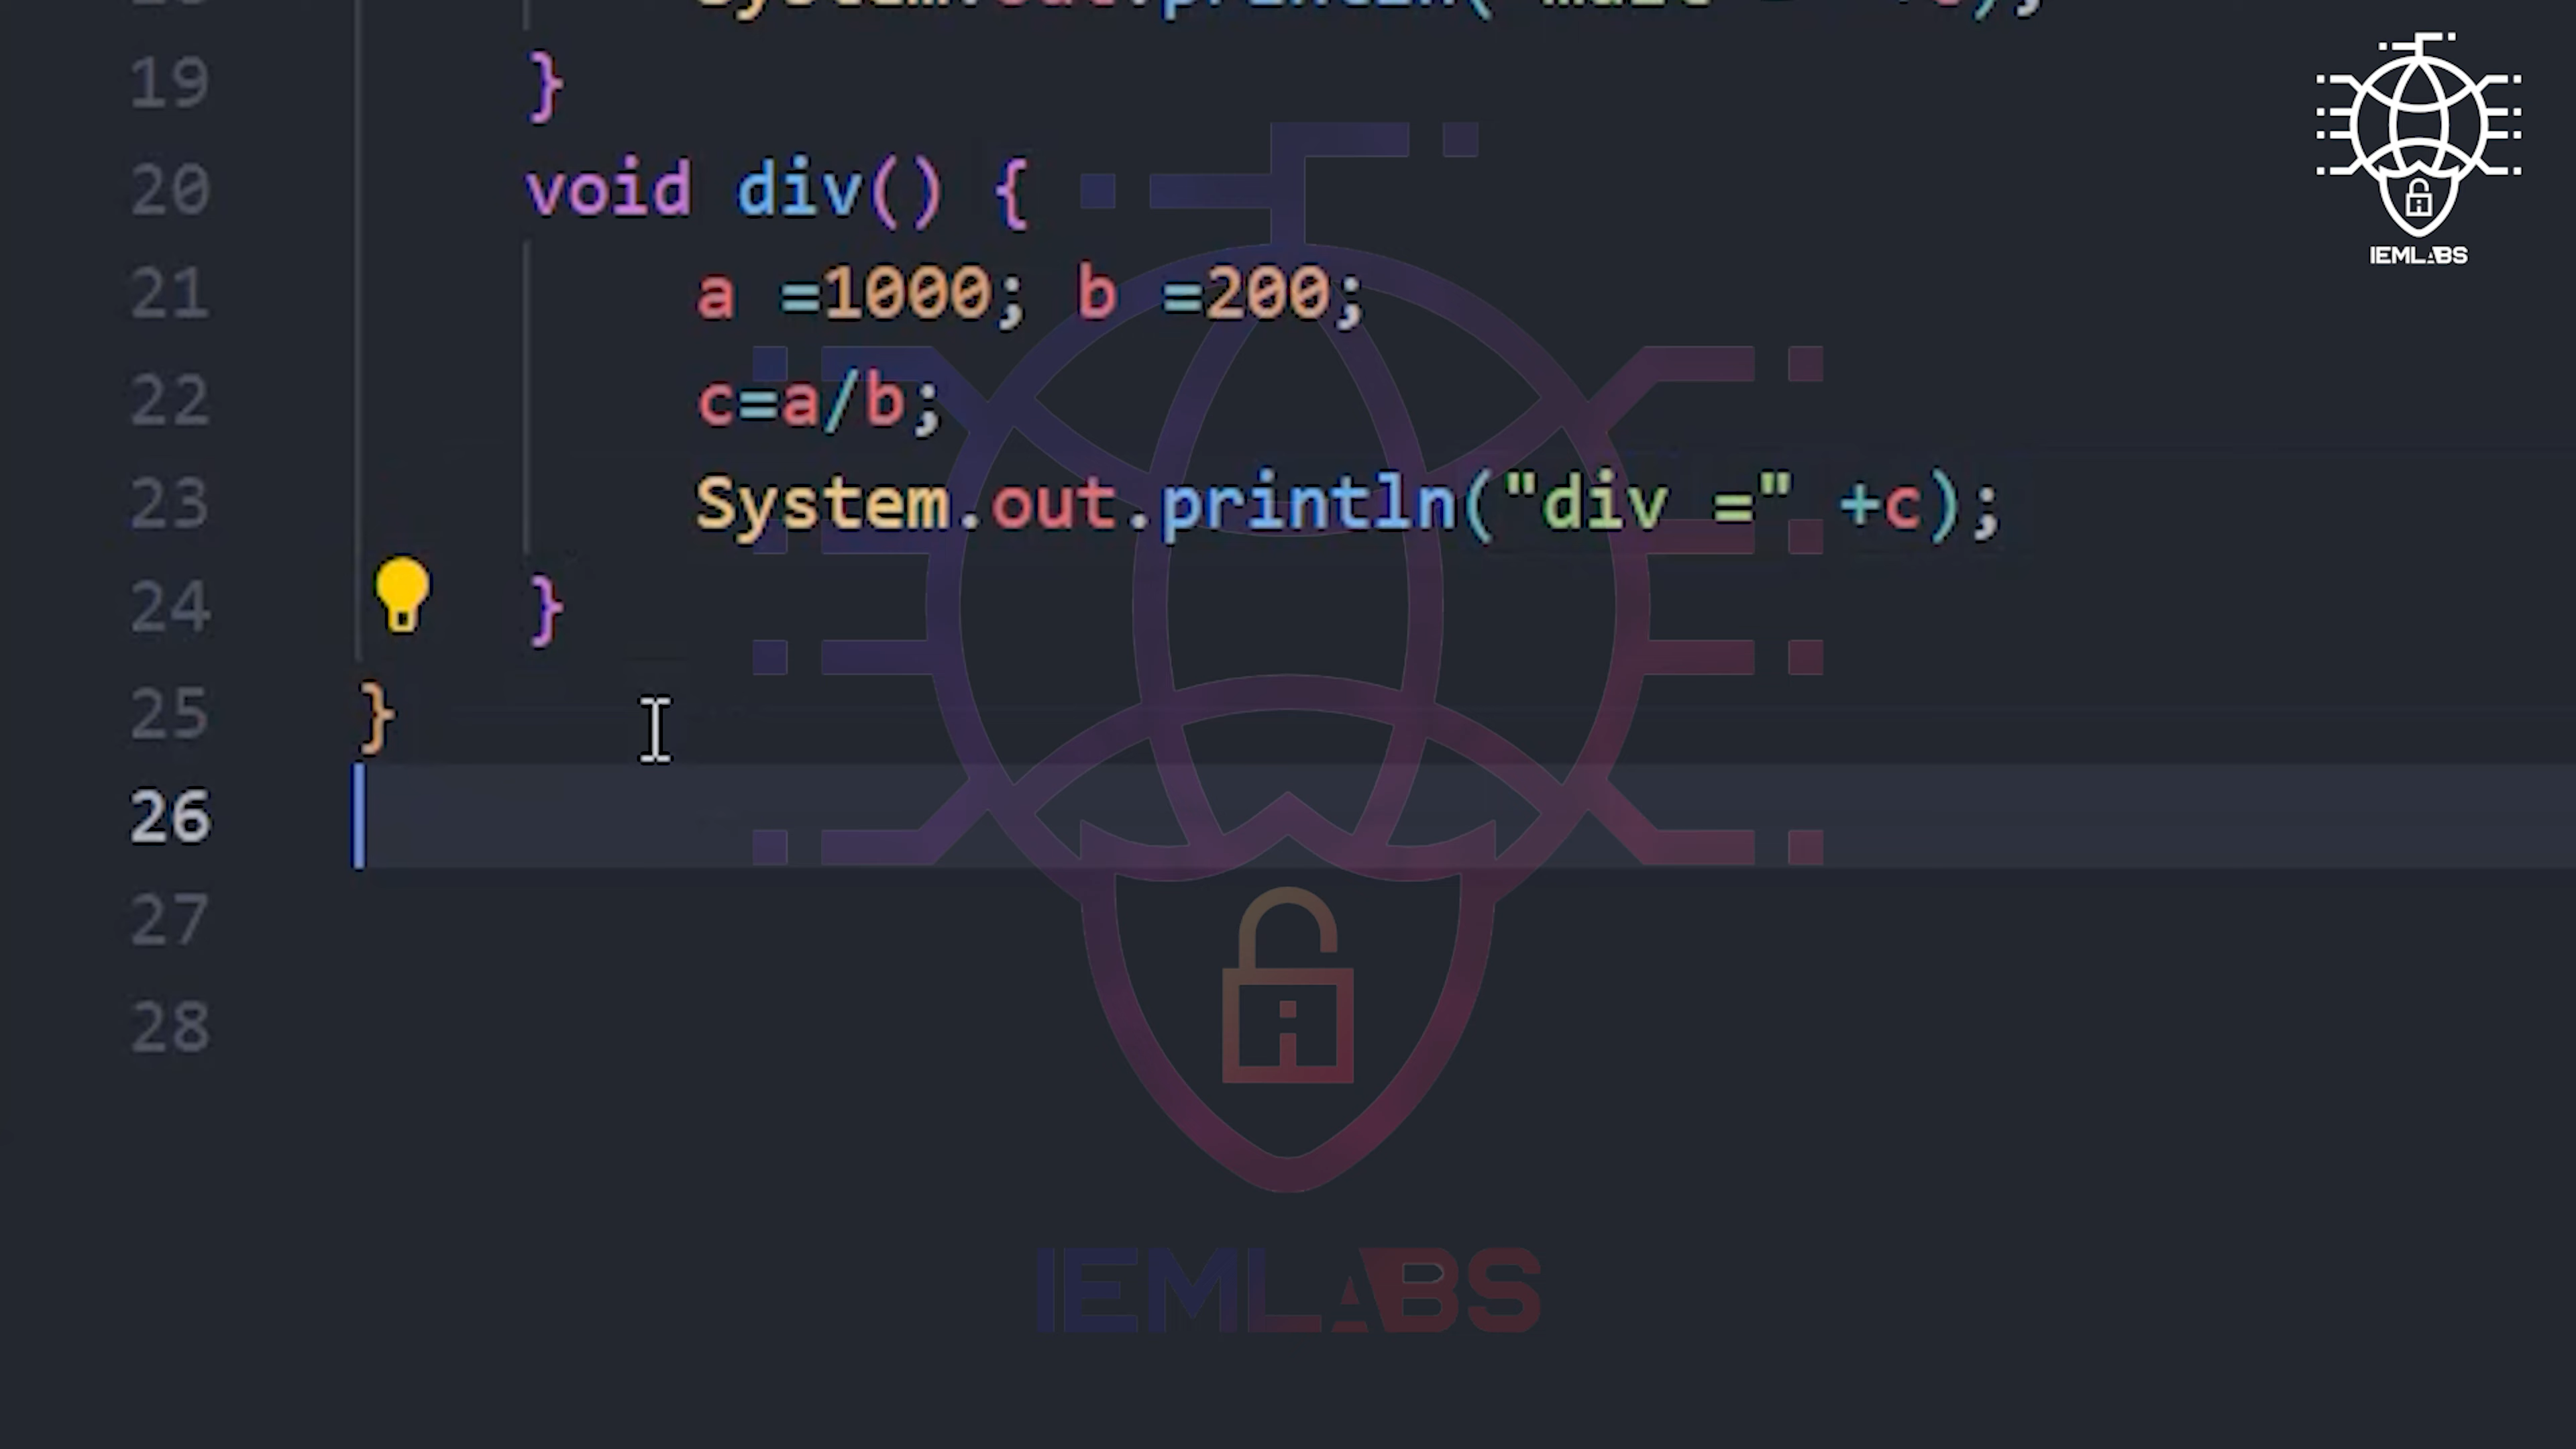 19 }
20 void div() {
21 a =1000; b =200;
22 c=a/b;
23 System.out.println("div =" +c);
24 }
25 }
26
27
28
IEMLABS
IEMLABS